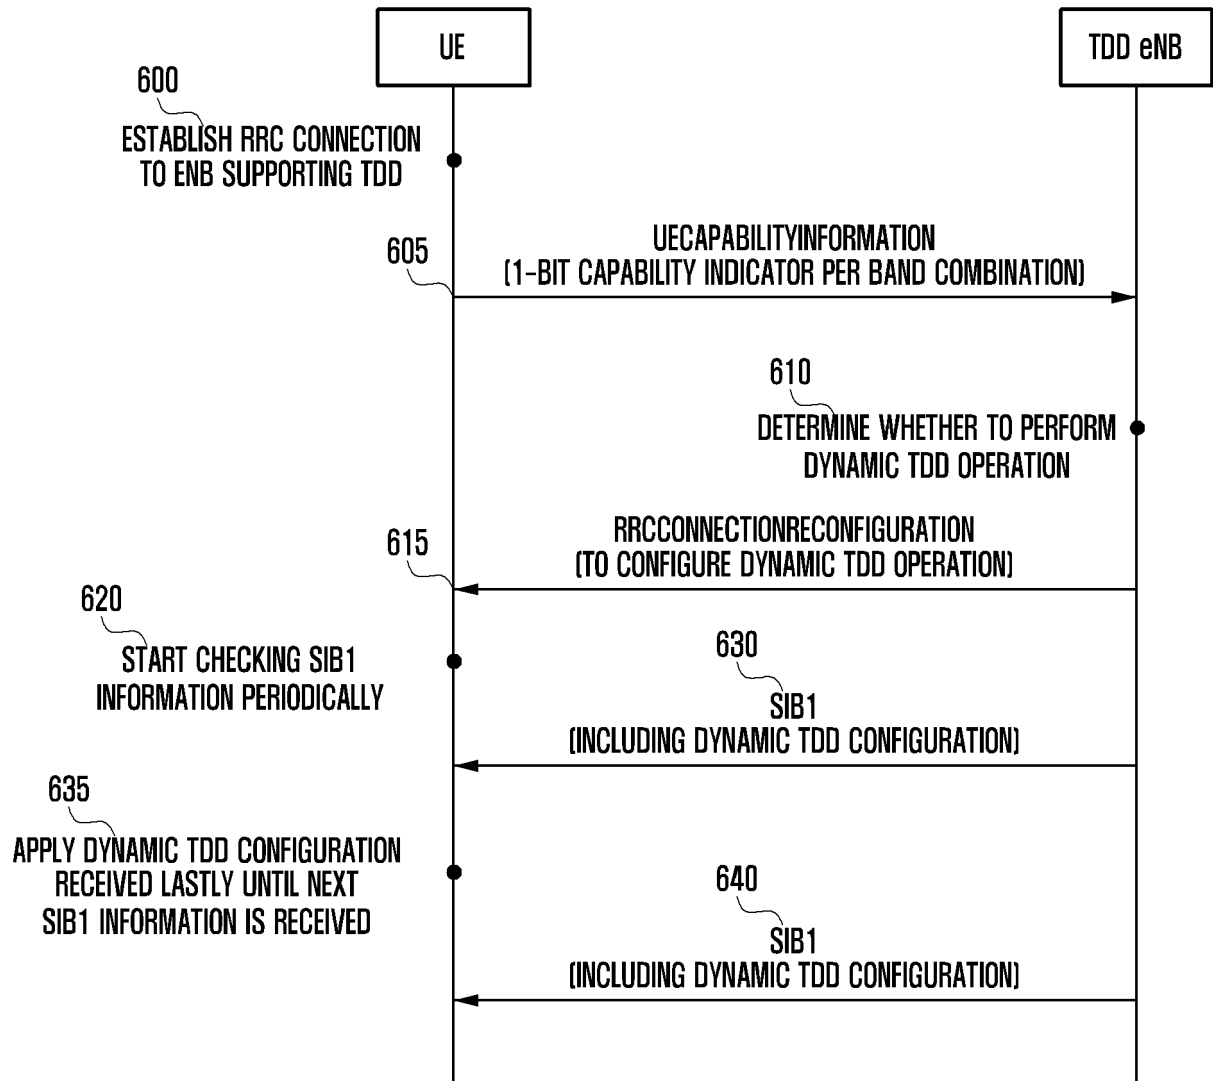 UE
TDD eNB
600
ESTABLISH RRC CONNECTION
TO ENB SUPPORTING TDD
605
UECAPABILITYINFORMATION
(1-BIT CAPABILITY INDICATOR PER BAND COMBINATION)
610
DETERMINE WHETHER TO PERFORM
DYNAMIC TDD OPERATION
615
RRCCONNECTIONRECONFIGURATION
(TO CONFIGURE DYNAMIC TDD OPERATION)
620
START CHECKING SIB1
INFORMATION PERIODICALLY
630
SIB1
(INCLUDING DYNAMIC TDD CONFIGURATION)
635
APPLY DYNAMIC TDD CONFIGURATION
RECEIVED LASTLY UNTIL NEXT
SIB1 INFORMATION IS RECEIVED
640
SIB1
(INCLUDING DYNAMIC TDD CONFIGURATION)